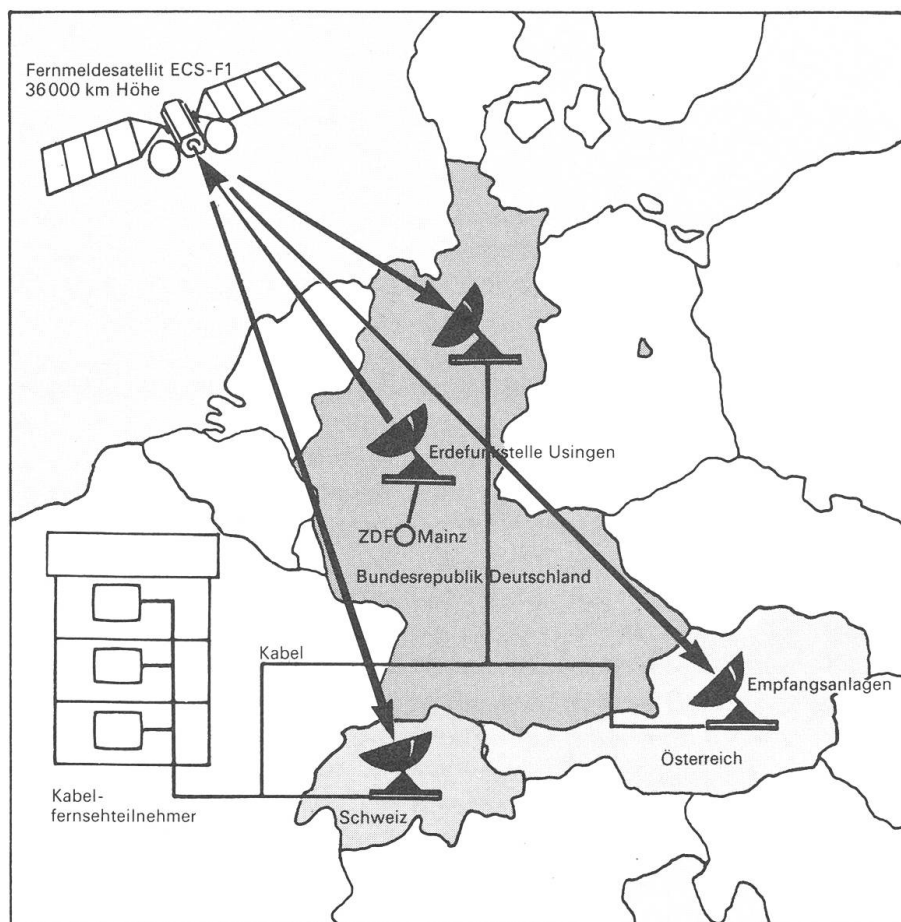 Fernmeldesatellit ECS-F1
36000 km Höhe
Erdefunkstelle Usingen
ZDF Mainz
Bundesrepublik Deutschland
Kabel
Empfangsanlagen
Österreich
Kabel-
fernsehteilnehmer
Schweiz